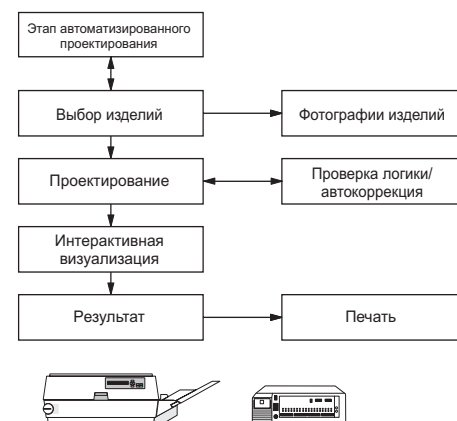 Этап автоматизированного
проектирования
Выбор изделий
Фотографии изделий
Проектирование
Проверка логики/
автокоррекция
Интерактивная
визуализация
Результат
Печать